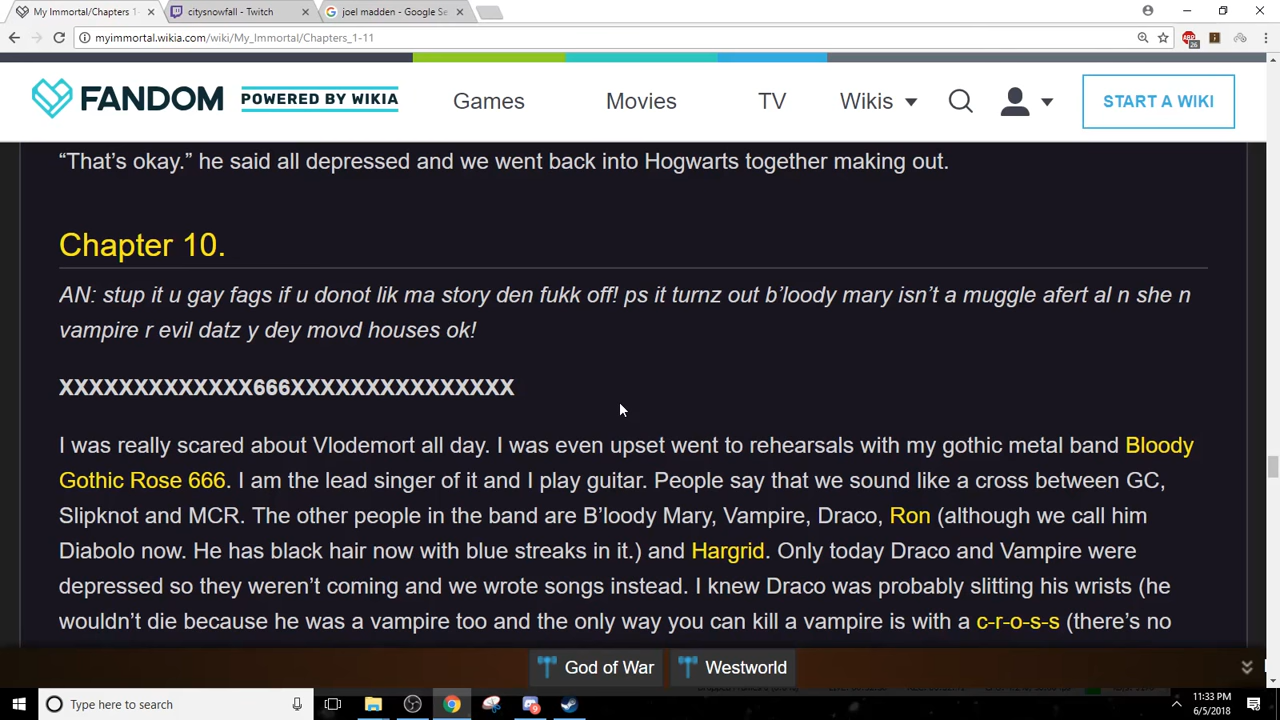 My Immortal/Chapters 1-
citysnowfall - Twitch
joel madden - Google Se
myimmortal.wikia.com/wiki/My_Immortal/Chapters_1-11
26
FANDOM
POWERED BY WIKIA
Games
Movies
TV
Wikis
START A WIKI
“That’s okay.” he said all depressed and we went back into Hogwarts together making out.
Chapter 10.
AN: stup it u gay fags if u donot lik ma story den fukk off! ps it turnz out b’loody mary isn’t a muggle afert al n she n
vampire r evil datz y dey movd houses ok!
XXXXXXXXXXXXX666XXXXXXXXXXXXXXX
I was really scared about Vlodemort all day. I was even upset went to rehearsals with my gothic metal band Bloody
Gothic Rose 666. I am the lead singer of it and I play guitar. People say that we sound like a cross between GC,
Slipknot and MCR. The other people in the band are B’loody Mary, Vampire, Draco, Ron (although we call him
Diabolo now. He has black hair now with blue streaks in it.) and Hargrid. Only today Draco and Vampire were
depressed so they weren’t coming and we wrote songs instead. I knew Draco was probably slitting his wrists (he
wouldn’t die because he was a vampire too and the only way you can kill a vampire is with a c-r-o-s-s (there’s no
God of War
Westworld
Type here to search
11:33 PM
6/5/2018